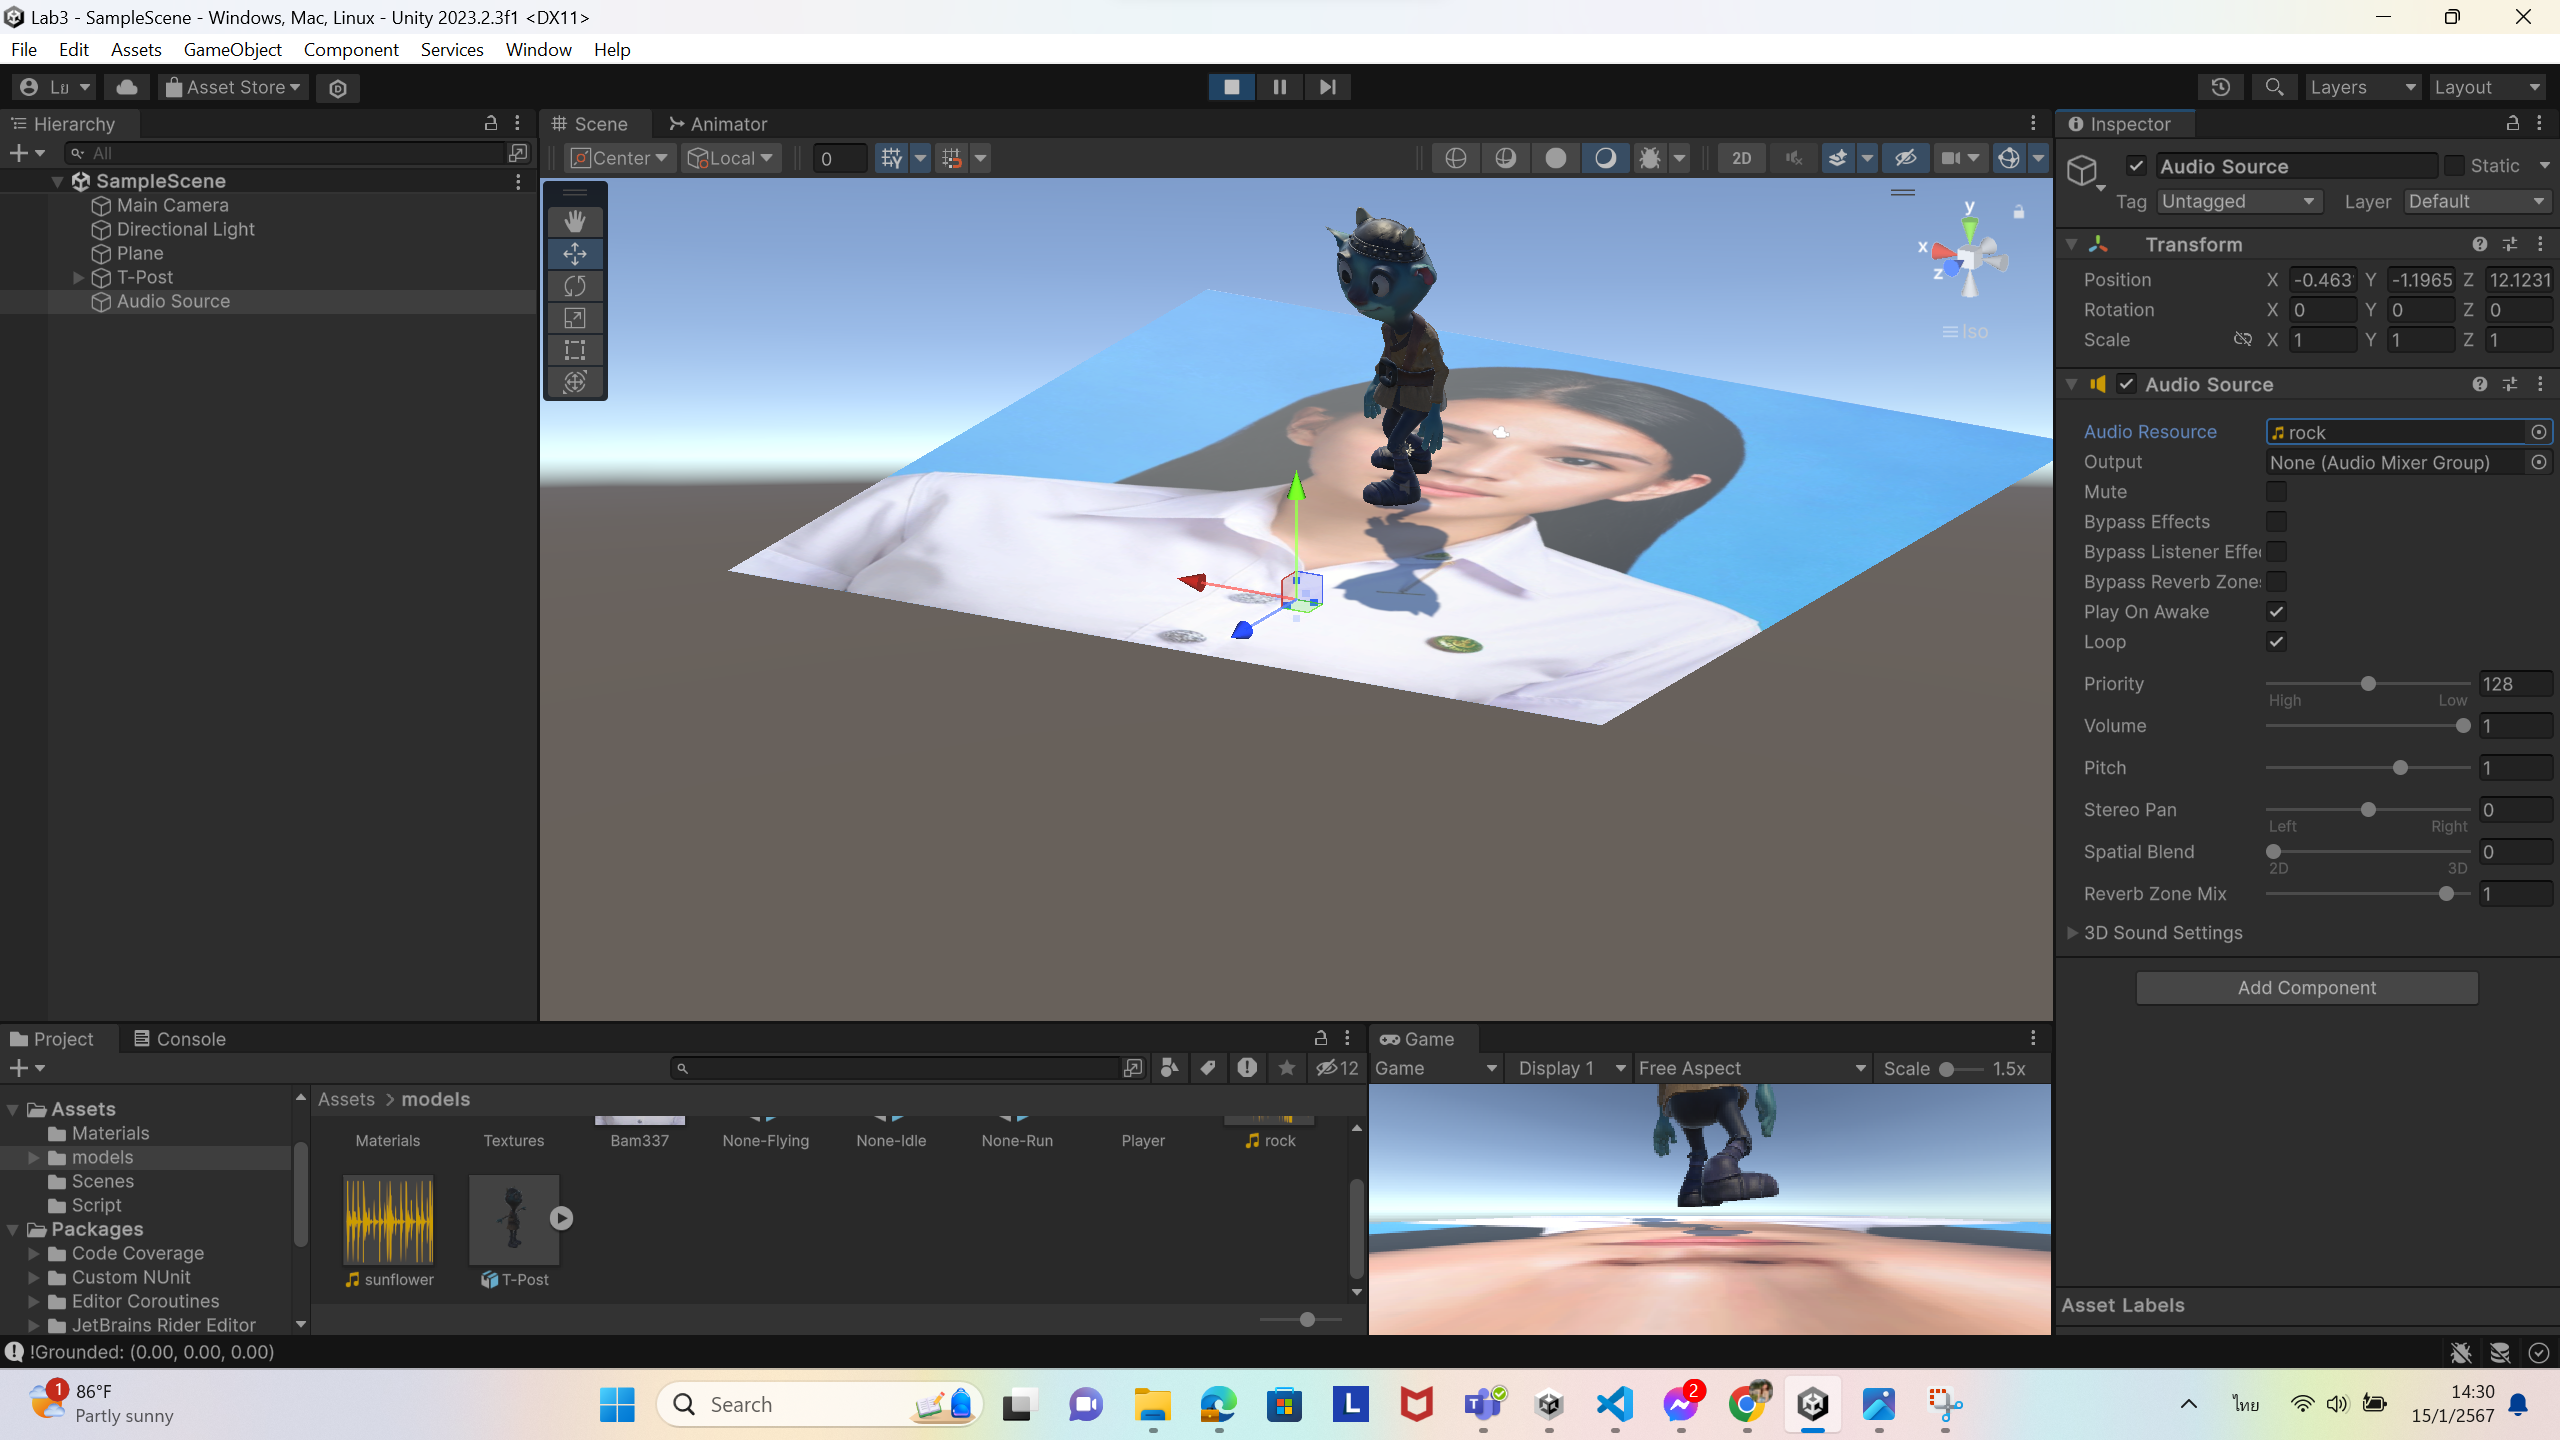 Lab3 - SampleScene - Windows, Mac, Linux - Unity 2023.2.3f1 <DX11>
File Edit Assets GameObject Component Services Window Help
Asset Store Layers Layout
Hierarchy
All
SampleScene
Main Camera
Directional Light
Plane
T-Post
Audio Source
Scene Animator
Center Local 0 2D
y
x
z
Iso
Inspector
Audio Source Static
Tag Untagged Layer Default
Transform
Position X -0.463 Y -1.1965 Z 12.1231
Rotation X 0 Y 0 Z 0
Scale X 1 Y 1 Z 1
Audio Source
Audio Resource rock
Output None (Audio Mixer Group)
Mute
Bypass Effects
Bypass Listener Effe
Bypass Reverb Zone
Play On Awake
Loop
Priority 128
High Low
Volume 1
Pitch 1
Stereo Pan 0
Left Right
Spatial Blend 0
2D 3D
Reverb Zone Mix 1
3D Sound Settings
Add Component
Asset Labels
Project Console
12
Assets
Materials
models
Scenes
Script
Packages
Code Coverage
Custom NUnit
Editor Coroutines
JetBrains Rider Editor
Assets > models
Materials Textures Bam337 None-Flying None-Idle None-Run Player rock
sunflower T-Post
Game
Game Display 1 Free Aspect Scale 1.5x
!Grounded: (0.00, 0.00, 0.00)
1
86°F
Partly sunny
Search
L
T
2
ไทย
14:30
15/1/2567